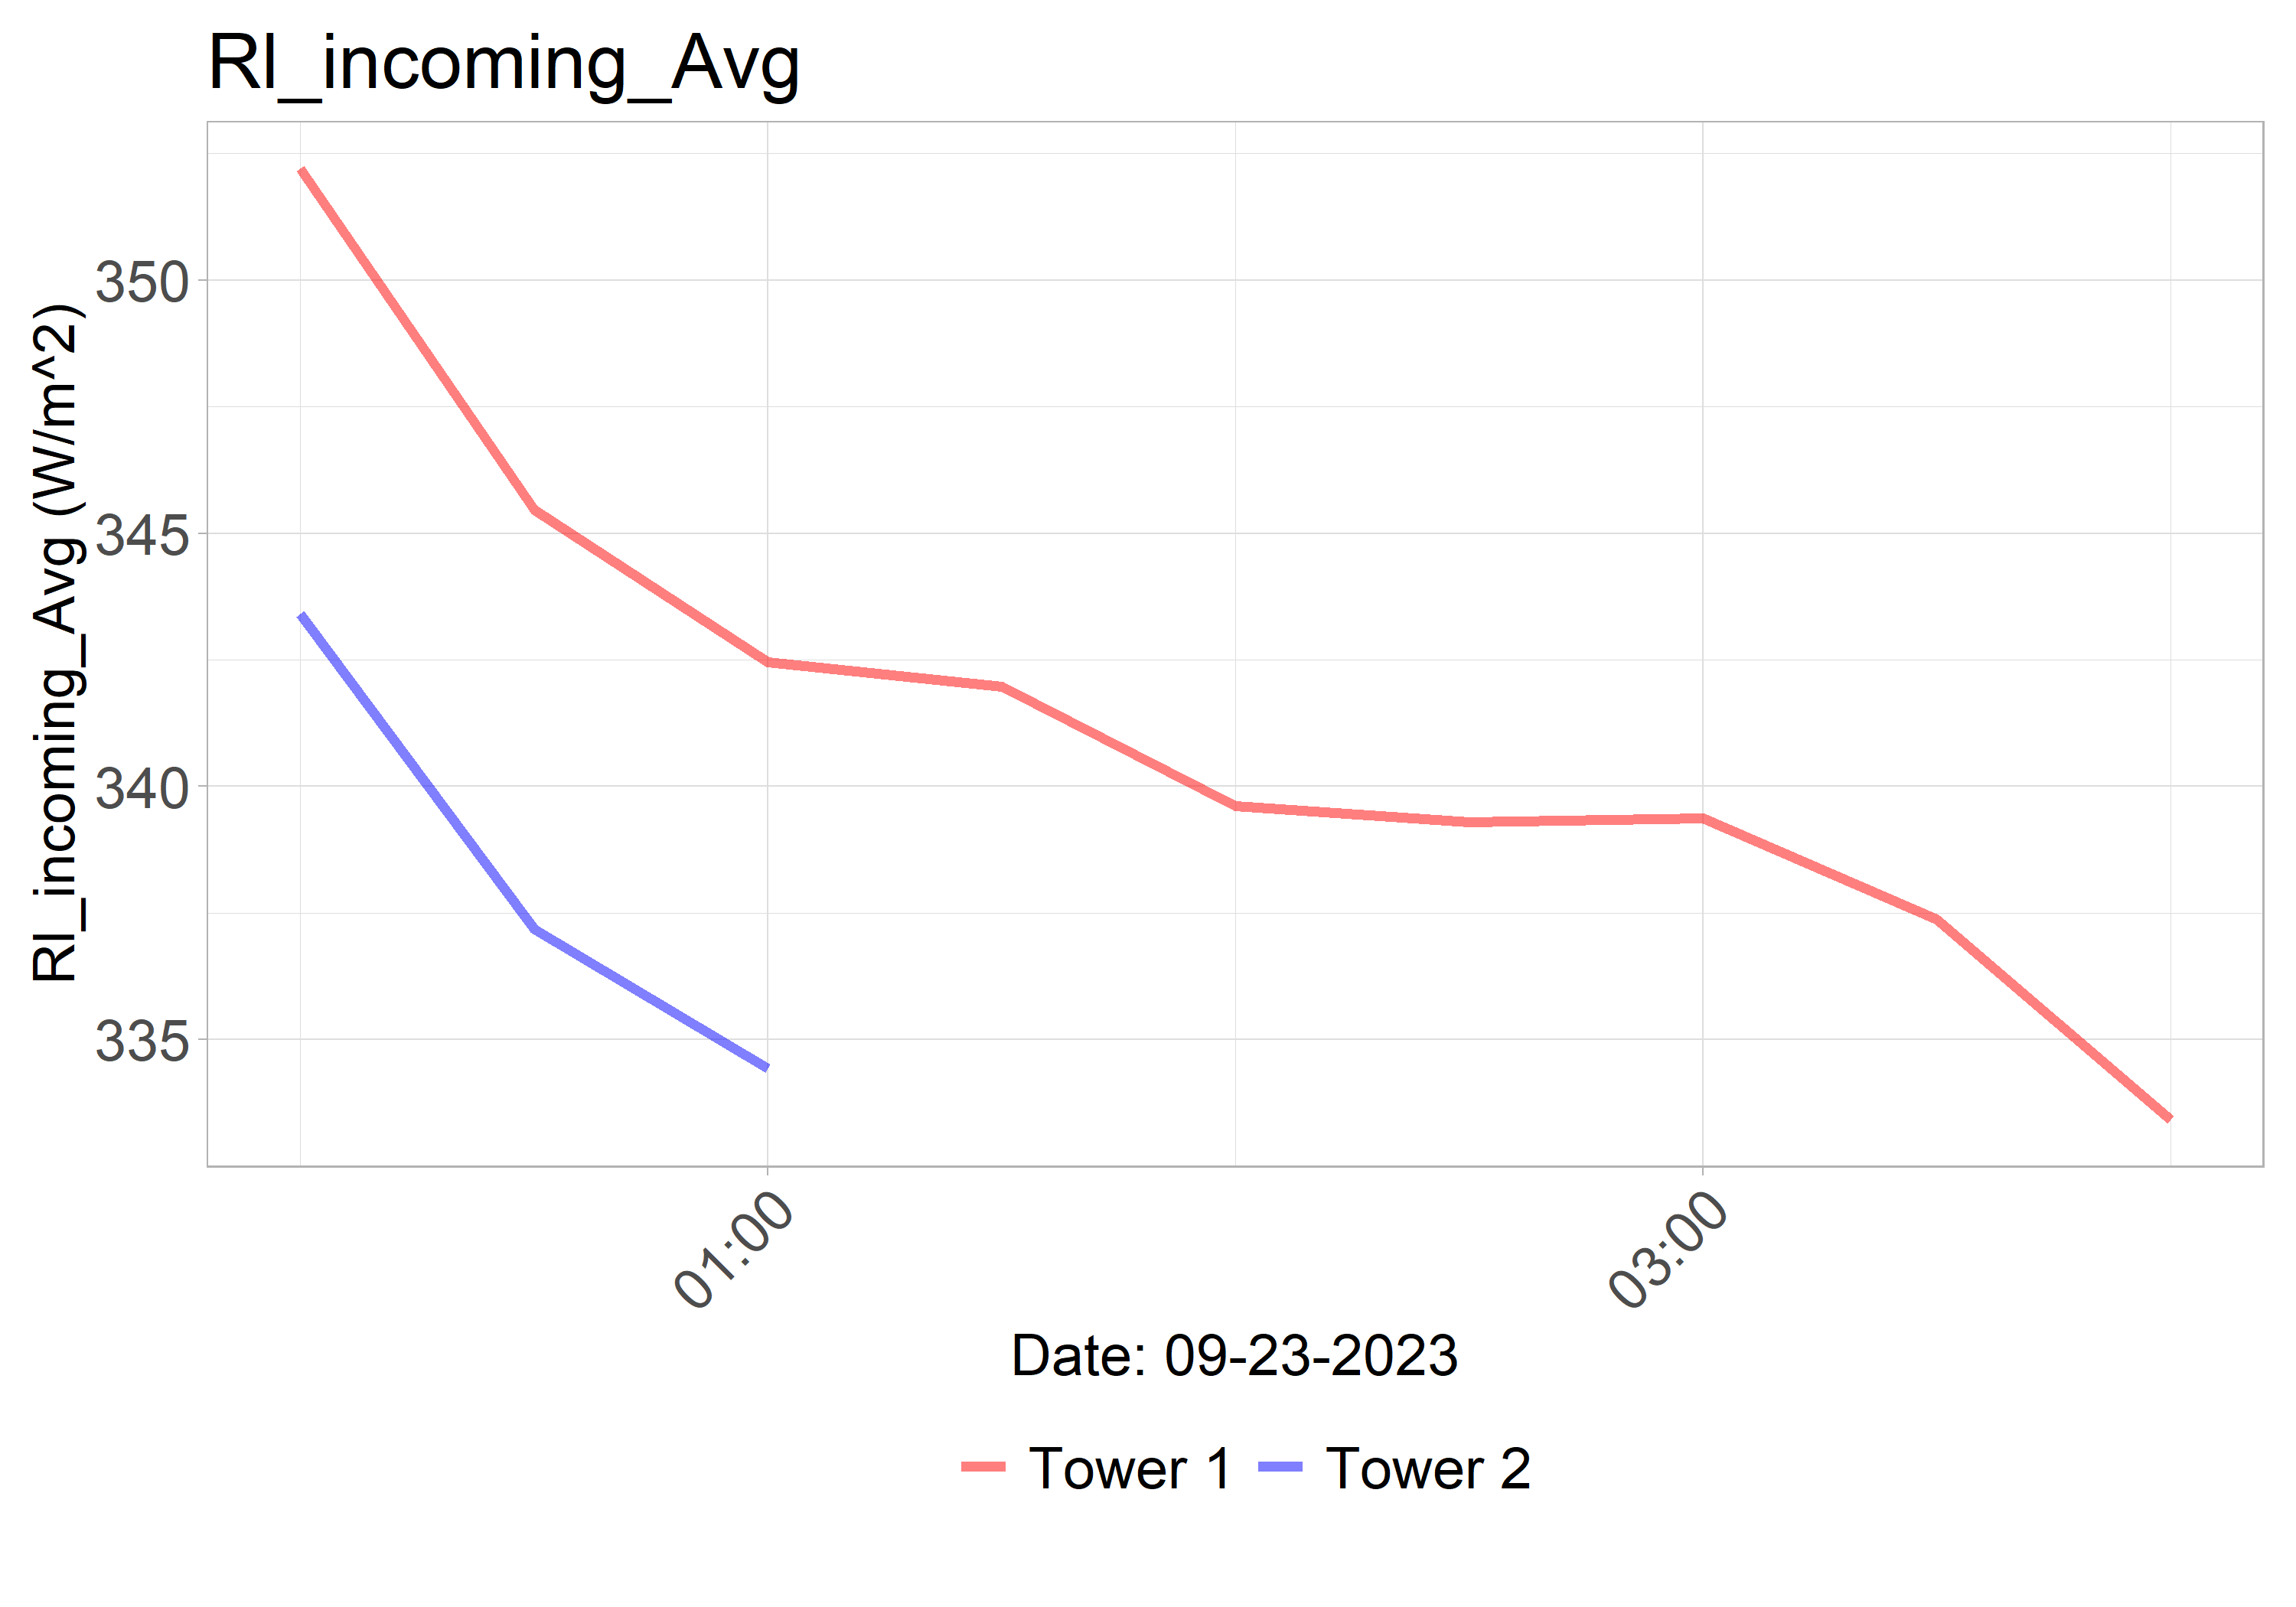 Rl_incoming_Avg
Rl_incoming_Avg (W/m^2)
350
345
340
335
01:00
03:00
Date: 09-23-2023
Tower 1
Tower 2